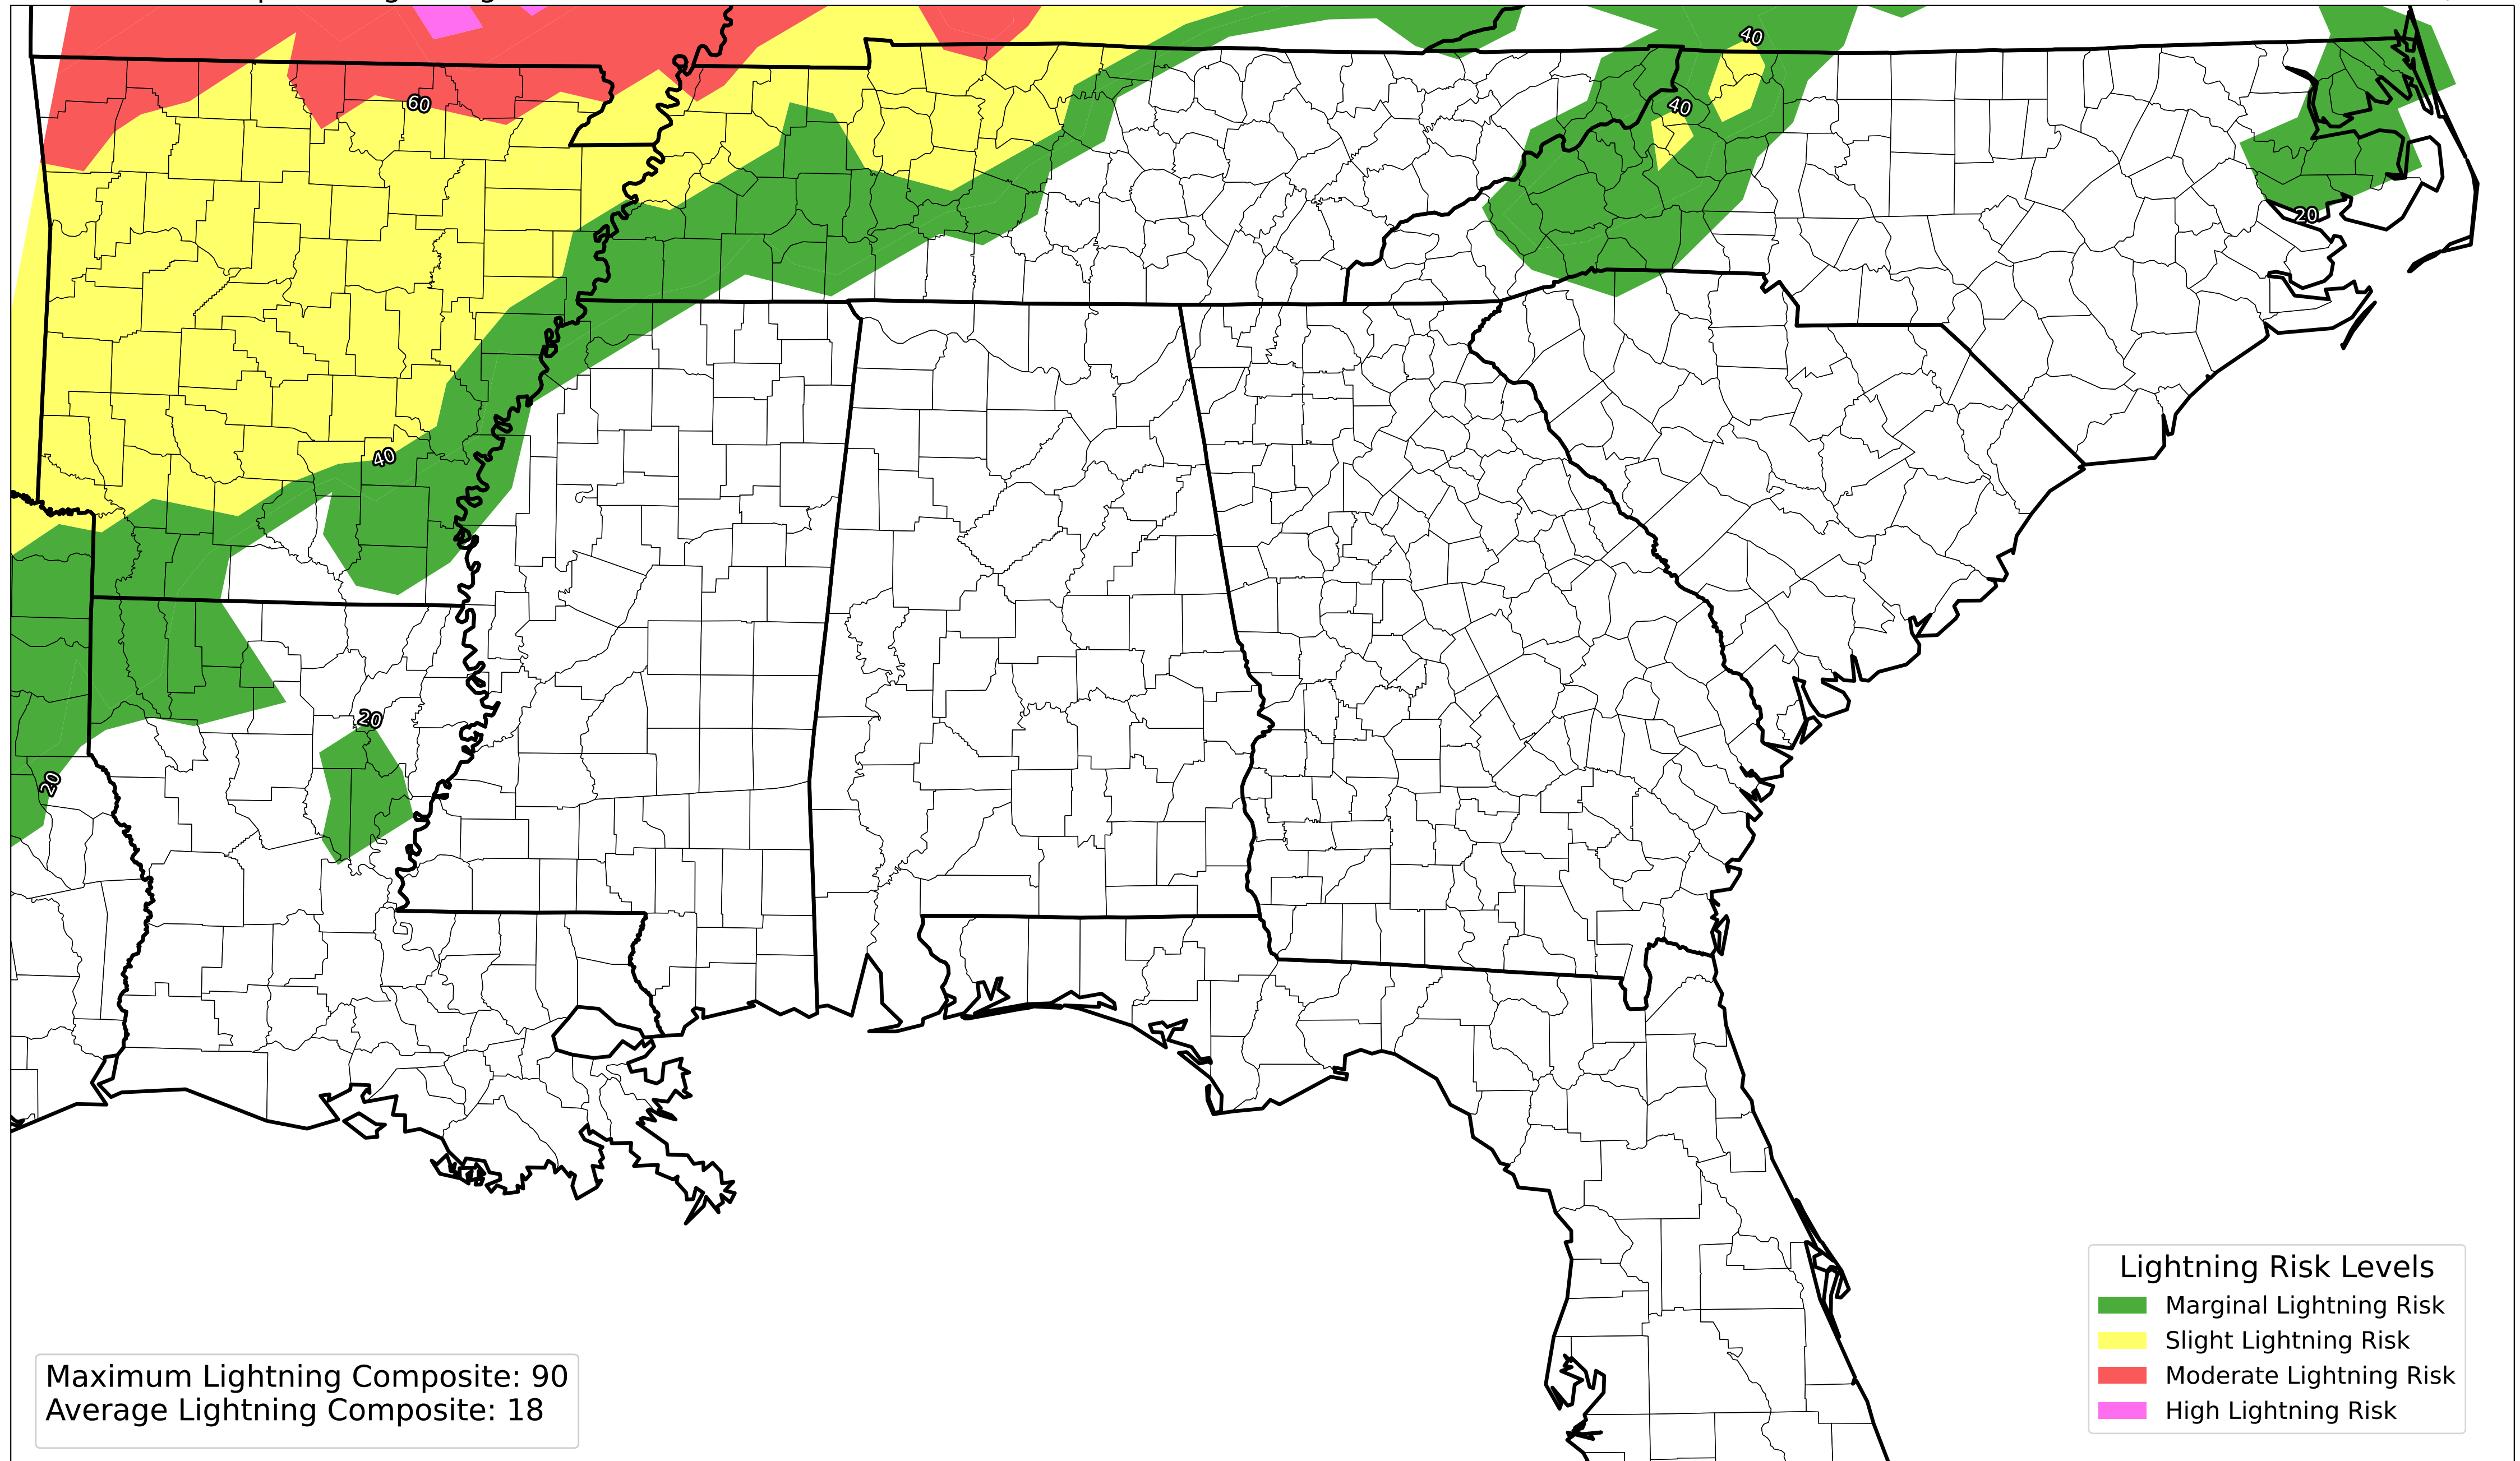 40
60
40
20
40
20
20
Lightning Risk Levels
Marginal Lightning Risk
Slight Lightning Risk
Moderate Lightning Risk
High Lightning Risk
Maximum Lightning Composite: 90
Average Lightning Composite: 18